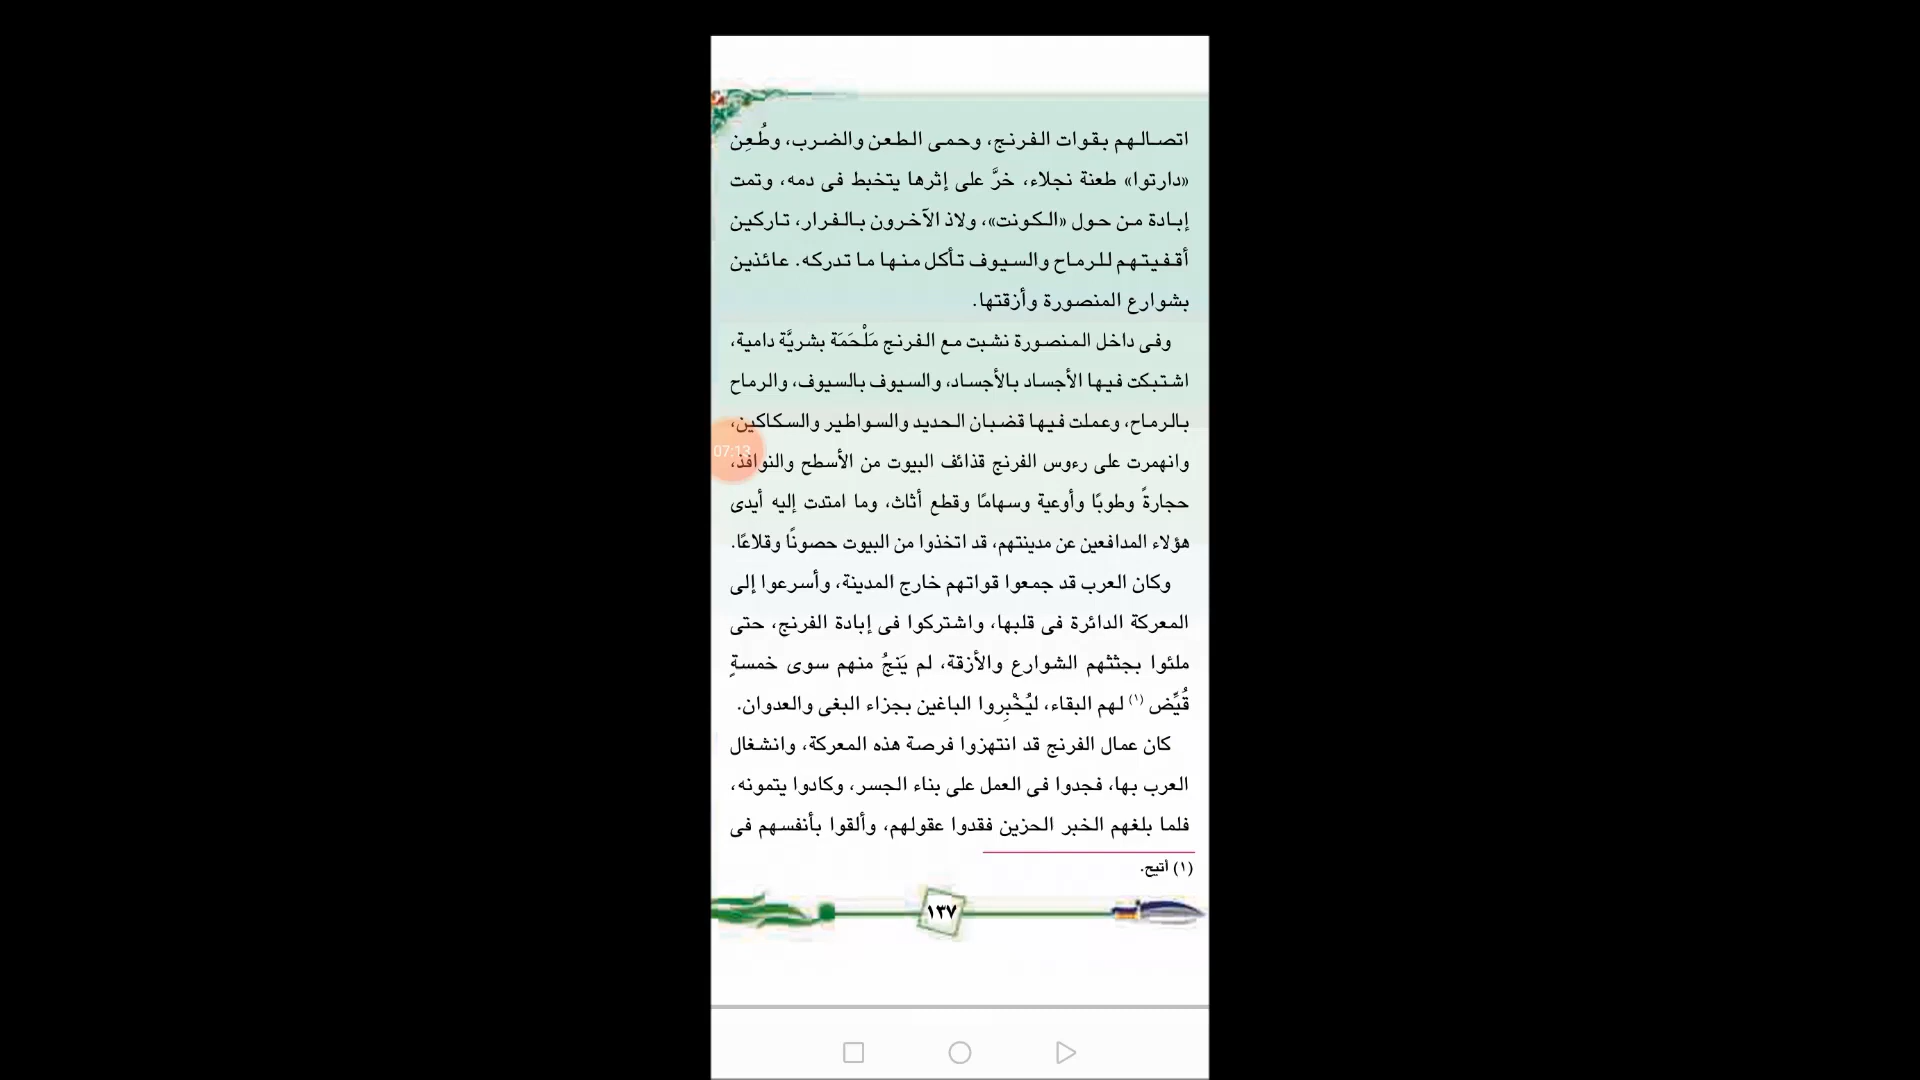 اتصالهم بقوات الفرنج، وحمى الطعن والضرب، وطُعِن
«دارتوا» طعنة نجلاء، خرَّ على إثرها يتخبط فى دمه، وتمت
إبادة من حول «الكونت»، ولاذ الآخرون بالفرار، تاركين
أقفيتهم للرماح والسيوف تأكل منها ما تدركه. عائذين
بشوارع المنصورة وأزقتها.
وفى داخل المنصورة نشبت مع الفرنج مَلْحَمَة بشريَّة دامية،
اشتبكت فيها الأجساد بالأجساد، والسيوف بالسيوف، والرماح
بالرماح، وعملت فيها قضبان الحديد والسواطير والسكاكين،
07:13
وانهمرت على رءوس الفرنج قذائف البيوت من الأسطح والنوافذ،
حجارةً وطوبًا وأوعية وسهامًا وقطع أثاث، وما امتدت إليه أيدى
هؤلاء المدافعين عن مدينتهم، قد اتخذوا من البيوت حصونًا وقلاعًا.
وكان العرب قد جمعوا قواتهم خارج المدينة، وأسرعوا إلى
المعركة الدائرة فى قلبها، واشتركوا فى إبادة الفرنج، حتى
ملئوا بجثثهم الشوارع والأزقة، لم يَنجُ منهم سوى خمسةٍ
قُيِّض (١) لهم البقاء، ليُخْبِروا الباغين بجزاء البغى والعدوان.
كان عمال الفرنج قد انتهزوا فرصة هذه المعركة، وانشغال
العرب بها، فجدوا فى العمل على بناء الجسر، وكادوا يتمونه،
فلما بلغهم الخبر الحزين فقدوا عقولهم، وألقوا بأنفسهم فى
(١) أتيح.
١٣٧